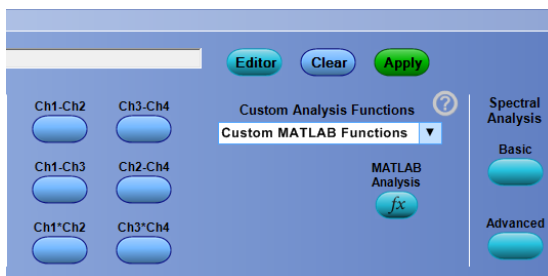 Editor Clear Apply
Ch1-Ch2 Ch3-Ch4
Custom Analysis Functions ?
Spectral
Analysis
Custom MATLAB Functions
Basic
Ch1-Ch3 Ch2-Ch4
MATLAB
Analysis
fx
Ch1*Ch2 Ch3*Ch4
Advanced